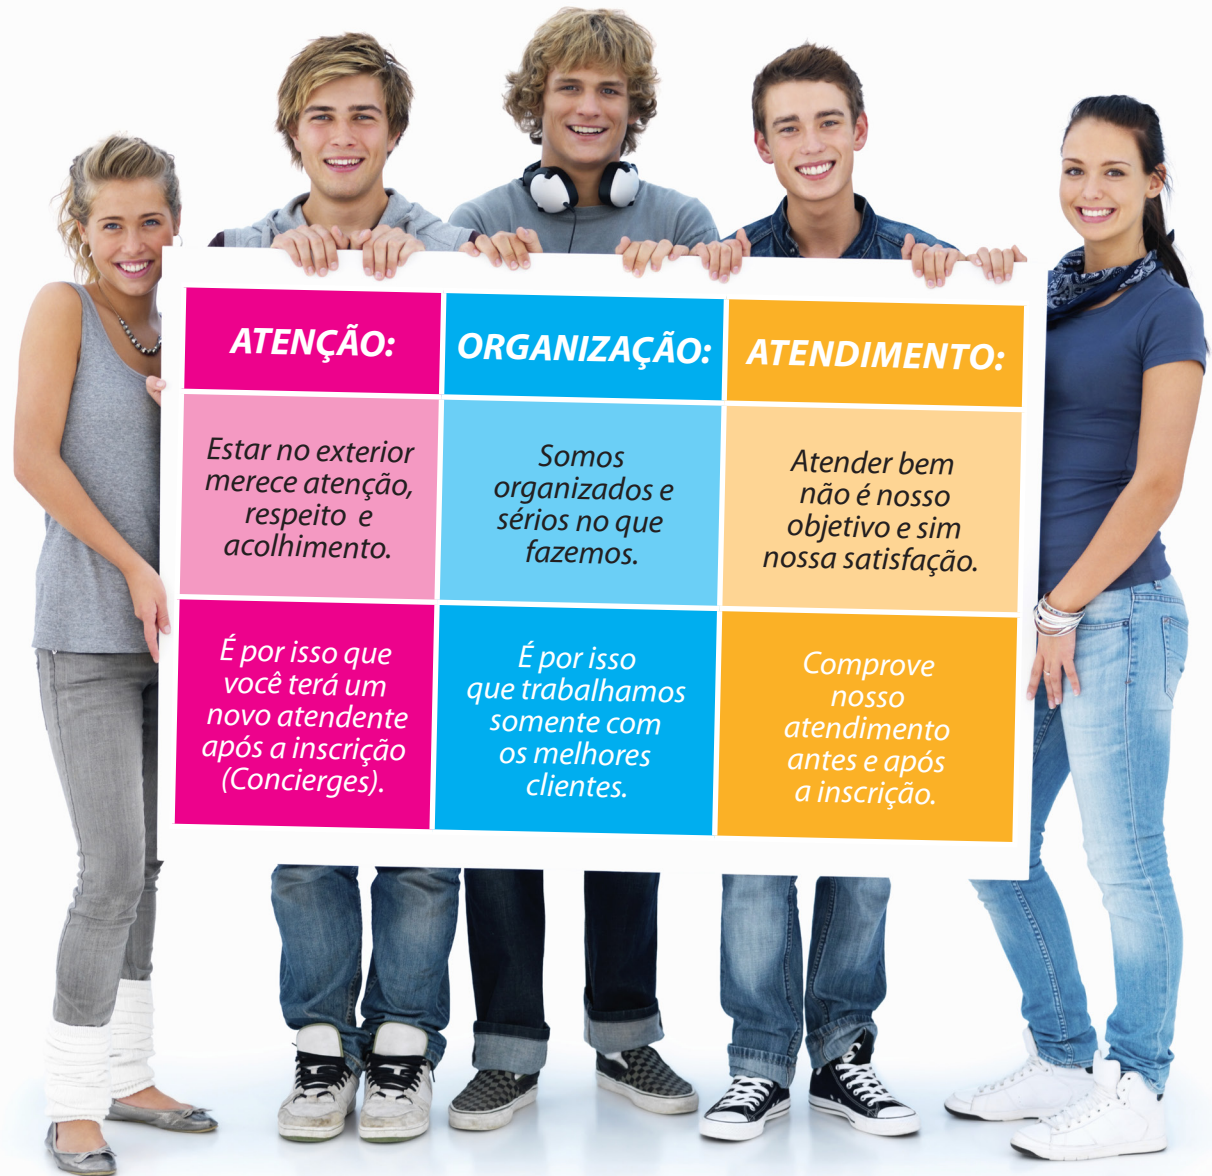 ATENÇÃO:
ORGANIZAÇÃO:
ATENDIMENTO:
Estar no exterior
merece atenção,
respeito e
acolhimento.
Somos
organizados e
sérios no que
fazemos.
Atender bem
não é nosso
objetivo e sim
nossa satisfação.
É por isso que
você terá um
novo atendente
após a inscrição
(Concierges).
É por isso
que trabalhamos
somente com
os melhores
clientes.
Comprove
nosso
atendimento
antes e após
a inscrição.